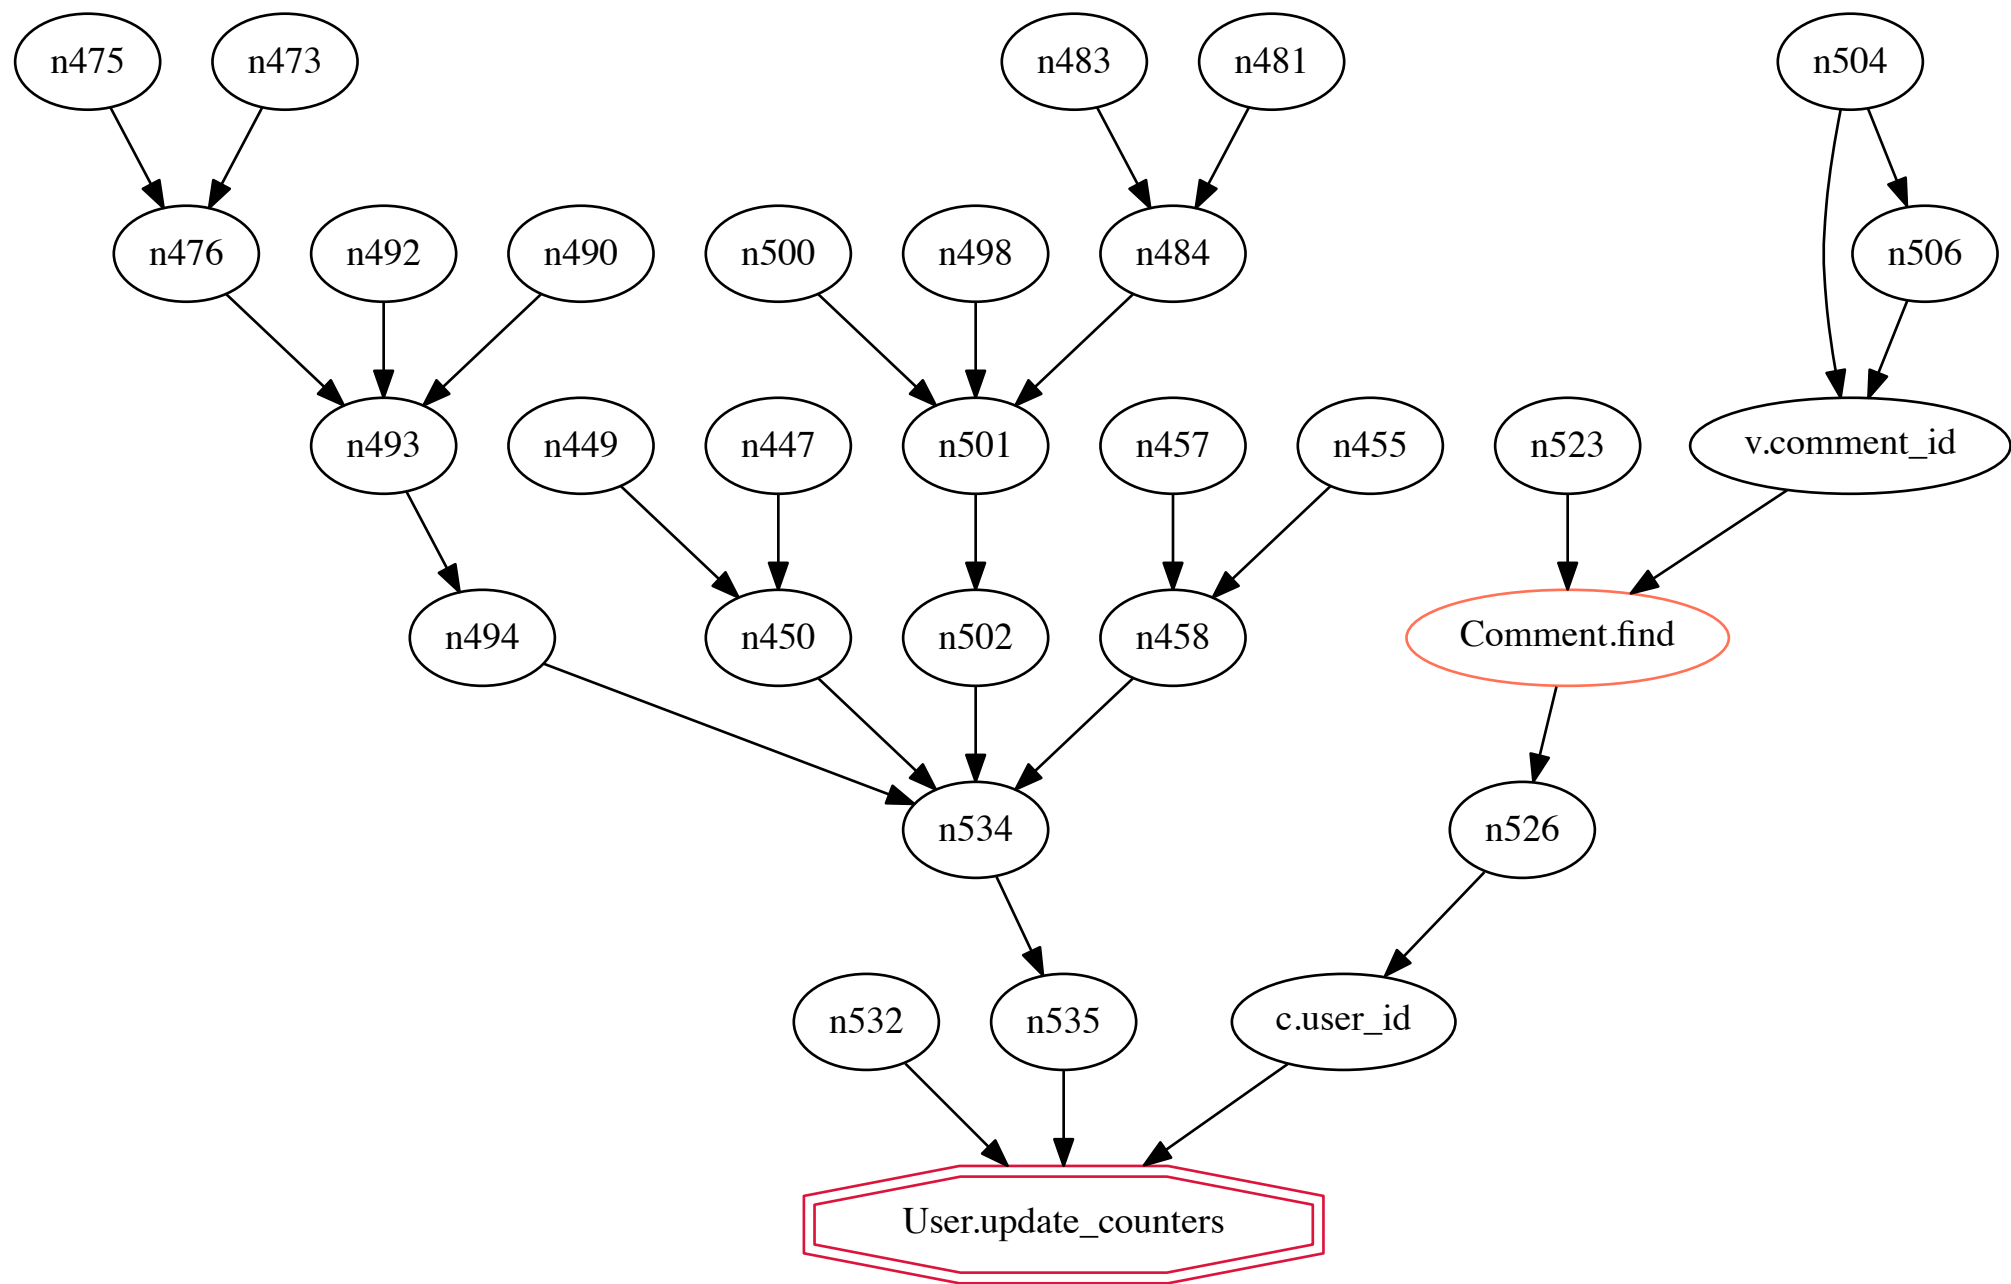 n475
n473
n483
n481
n504
n476
n492
n490
n500
n498
n484
n506
n493
n449
n447
n501
n457
n455
n523
v.comment_id
n494
n450
n502
n458
Comment.find
n534
n526
n532
n535
c.user_id
User.update_counters